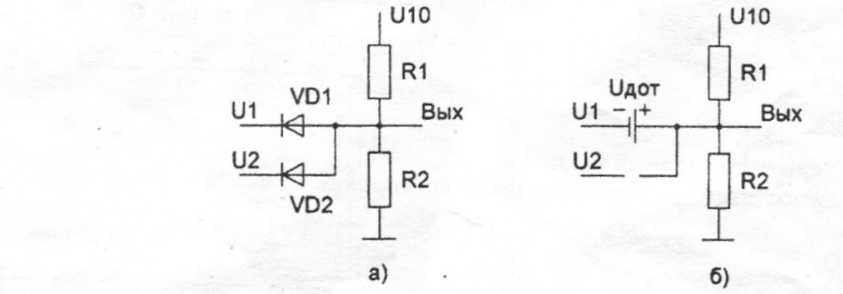 U10
R1
VD1
U1
Вых
U2
R2
VD2
а)
U10
R1
Uдот
U1
− +
Вых
U2
R2
б)